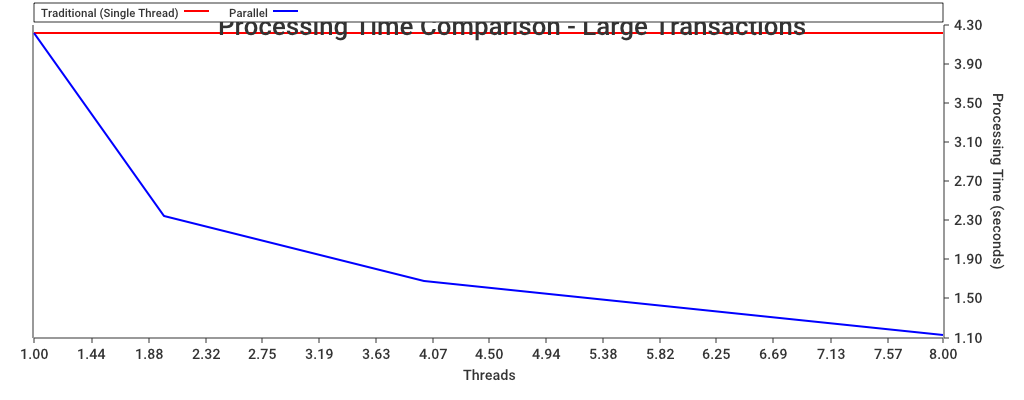 Traditional (Single Thread) Parallel
Processing Time Comparison - Large Transactions
4.30
3.90
3.50
3.10
2.70
2.30
1.90
1.50
1.10
Processing Time (seconds)
1.00 1.44 1.88 2.32 2.75 3.19 3.63 4.07 4.50 4.94 5.38 5.82 6.25 6.69 7.13 7.57 8.00
Threads